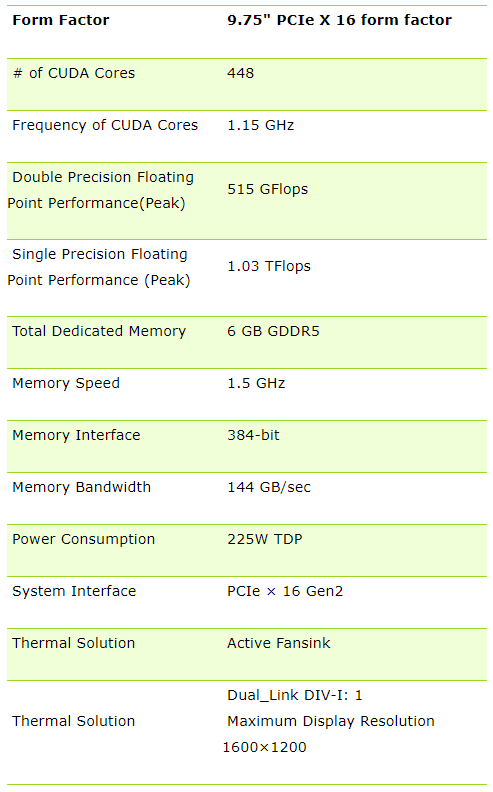 Form Factor 9.75" PCIe X 16 form factor
# of CUDA Cores 448
Frequency of CUDA Cores 1.15 GHz
Double Precision Floating
Point Performance(Peak) 515 GFlops
Single Precision Floating
Point Performance (Peak) 1.03 TFlops
Total Dedicated Memory 6 GB GDDR5
Memory Speed 1.5 GHz
Memory Interface 384-bit
Memory Bandwidth 144 GB/sec
Power Consumption 225W TDP
System Interface PCIe × 16 Gen2
Thermal Solution Active Fansink
Dual_Link DIV-I: 1
Thermal Solution Maximum Display Resolution
1600×1200